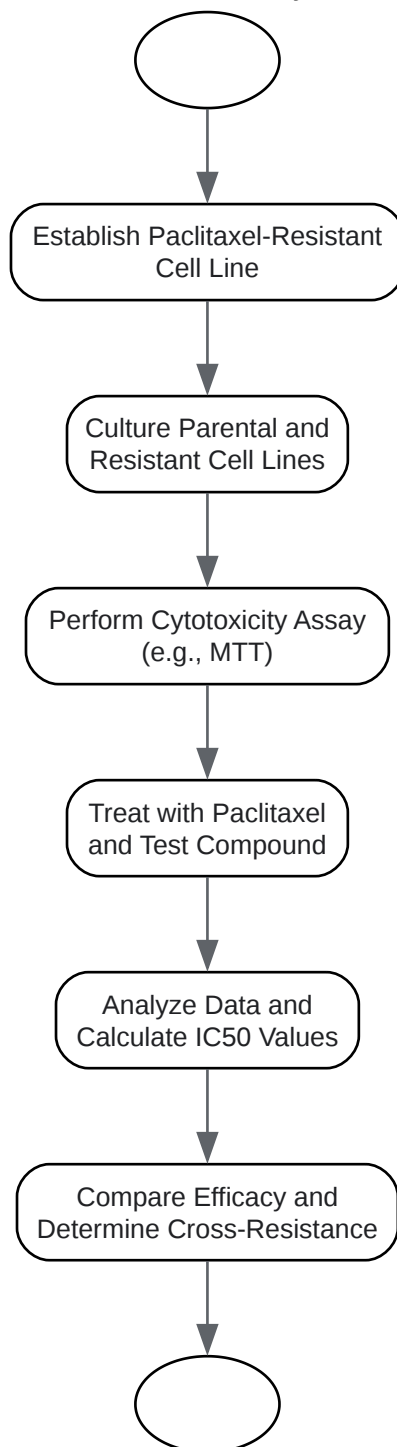 Establish Paclitaxel-Resistant
Cell Line
Culture Parental and
Resistant Cell Lines
Perform Cytotoxicity Assay
(e.g., MTT)
Treat with Paclitaxel
and Test Compound
Analyze Data and
Calculate IC50 Values
Compare Efficacy and
Determine Cross-Resistance